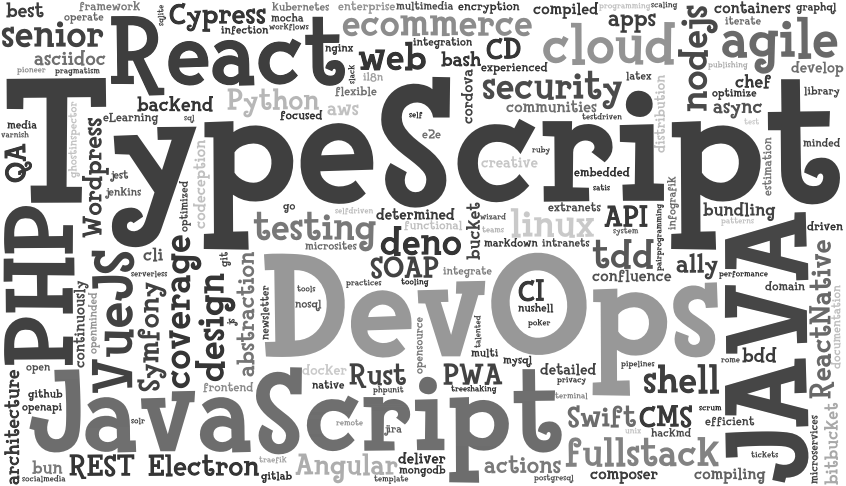 best
framework
operate
sqlite
Cypress
infection
kubernetes
mocha
workflows
enterprise
multimedia
encryption
ecommerce
integration
compiled
programming
scaling
apps
containers
graphql
iterate
senior
React
nginx
slack
web
bash
CD
experienced
cloud
nodejs
agile
publishing
develop
asciidoc
pioneer
pragmatism
i18n
flexible
cordova
security
latex
chef
optimize
library
backend
Python
focused
aws
self
communities
testdriven
distribution
async
test
media
varnish
eLearning
sql
TypeScript
e2e
ruby
creative
embedded
satis
minded
estimation
QA
ghostinspector
Wordpress
jest
jenkins
codeception
optimized
go
selfdriven
determined
functional
bucket
wizard
teams
extranets
linux
API
system
pairprogramming
infografik
bundling
patterns
driven
testing
microsites
deno
markdown
intranets
tdd
confluence
ally
performance
PHP
cli
serverless
git
SOAP
integrate
tooling
practices
JAVA
domain
VueJS
continuously
openminded
Symfony
coverage
design
js
abstraction
newsletter
tools
nosql
DevOps
CI
nushell
poker
opensource
talented
multi
mysql
pipelines
rome
bdd
ReactNative
documentation
open
architecture
github
openapi
frontend
docker
native
Rust
phpunit
PWA
treeshaking
detailed
privacy
terminal
shell
JavaScript
solr
remote
jira
Swift
CMS
unix
hackmd
scrum
efficient
microservices
bitbucket
bun
socialmedia
REST
Electron
traefik
gitlab
Angular
template
deliver
mongodb
actions
postgresql
fullstack
composer
compiling
tickets